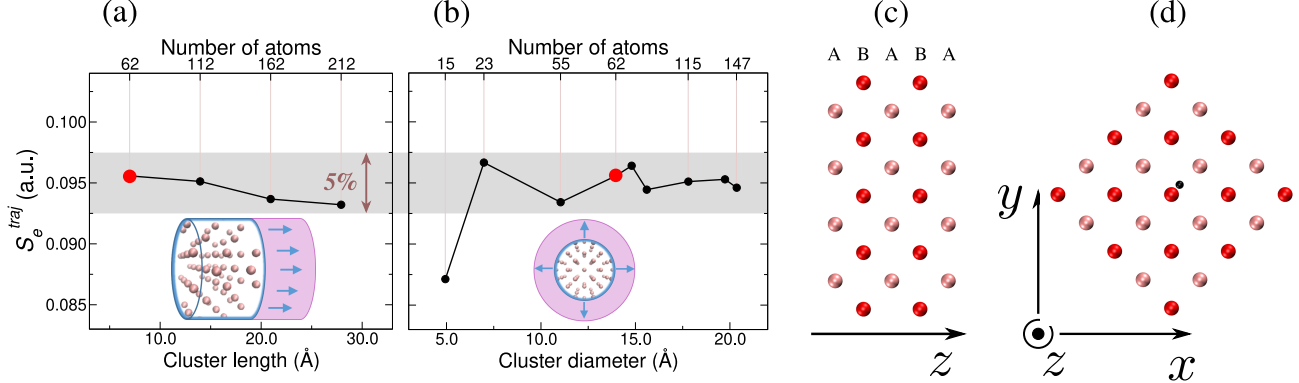 (a)
(b)
(c)
(d)
Number of atoms
62 112 162 212
Number of atoms
15 23 55 62 115 147
A B A B A
S_e^traj (a.u.)
0.100
0.095
0.090
0.085
5%
10.0 20.0 30.0
Cluster length (Å)
5.0 10.0 15.0 20.0
Cluster diameter (Å)
z
y
z
x